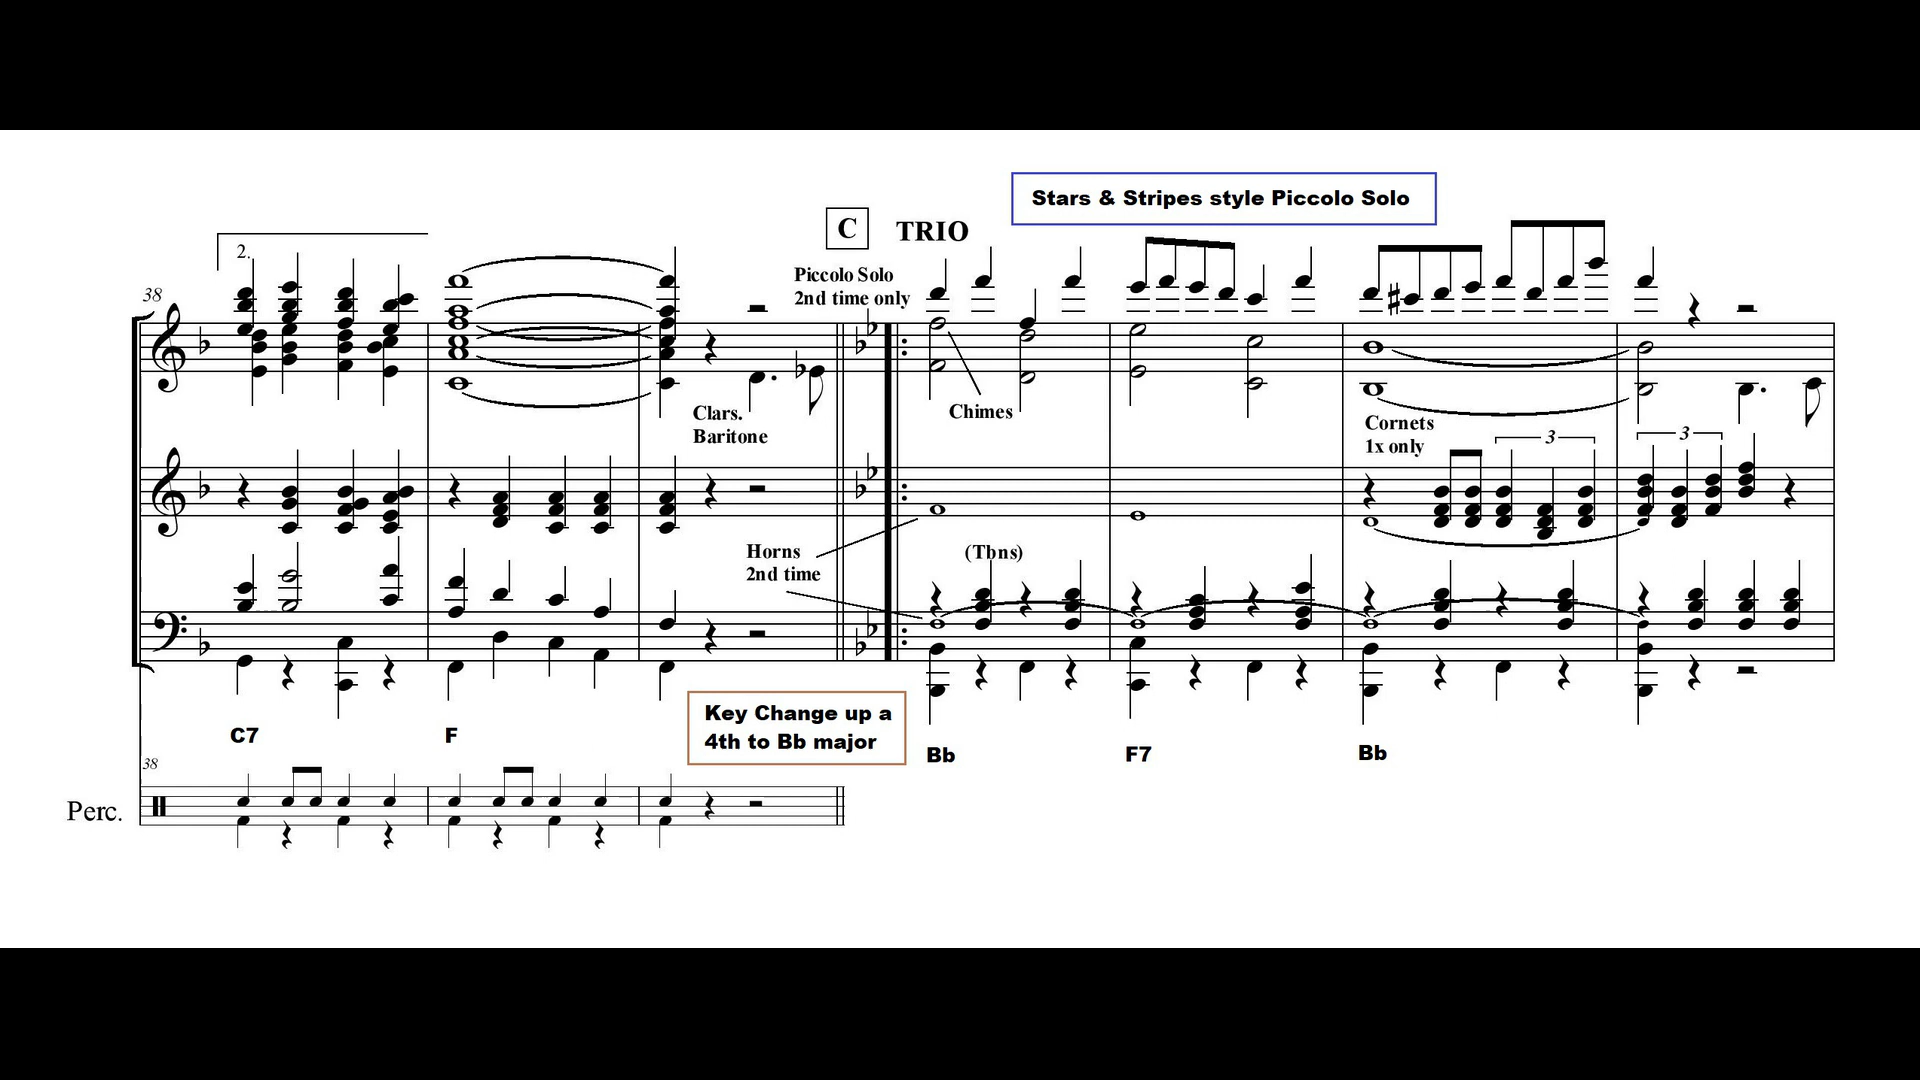 Stars & Stripes style Piccolo Solo
C TRIO
2.
Piccolo Solo
2nd time only
38
Chimes
Clars.
Baritone
Cornets
1x only
3
3
Horns
2nd time
(Tbns)
Key Change up a
4th to Bb major
C7 F Bb F7 Bb
38
Perc.